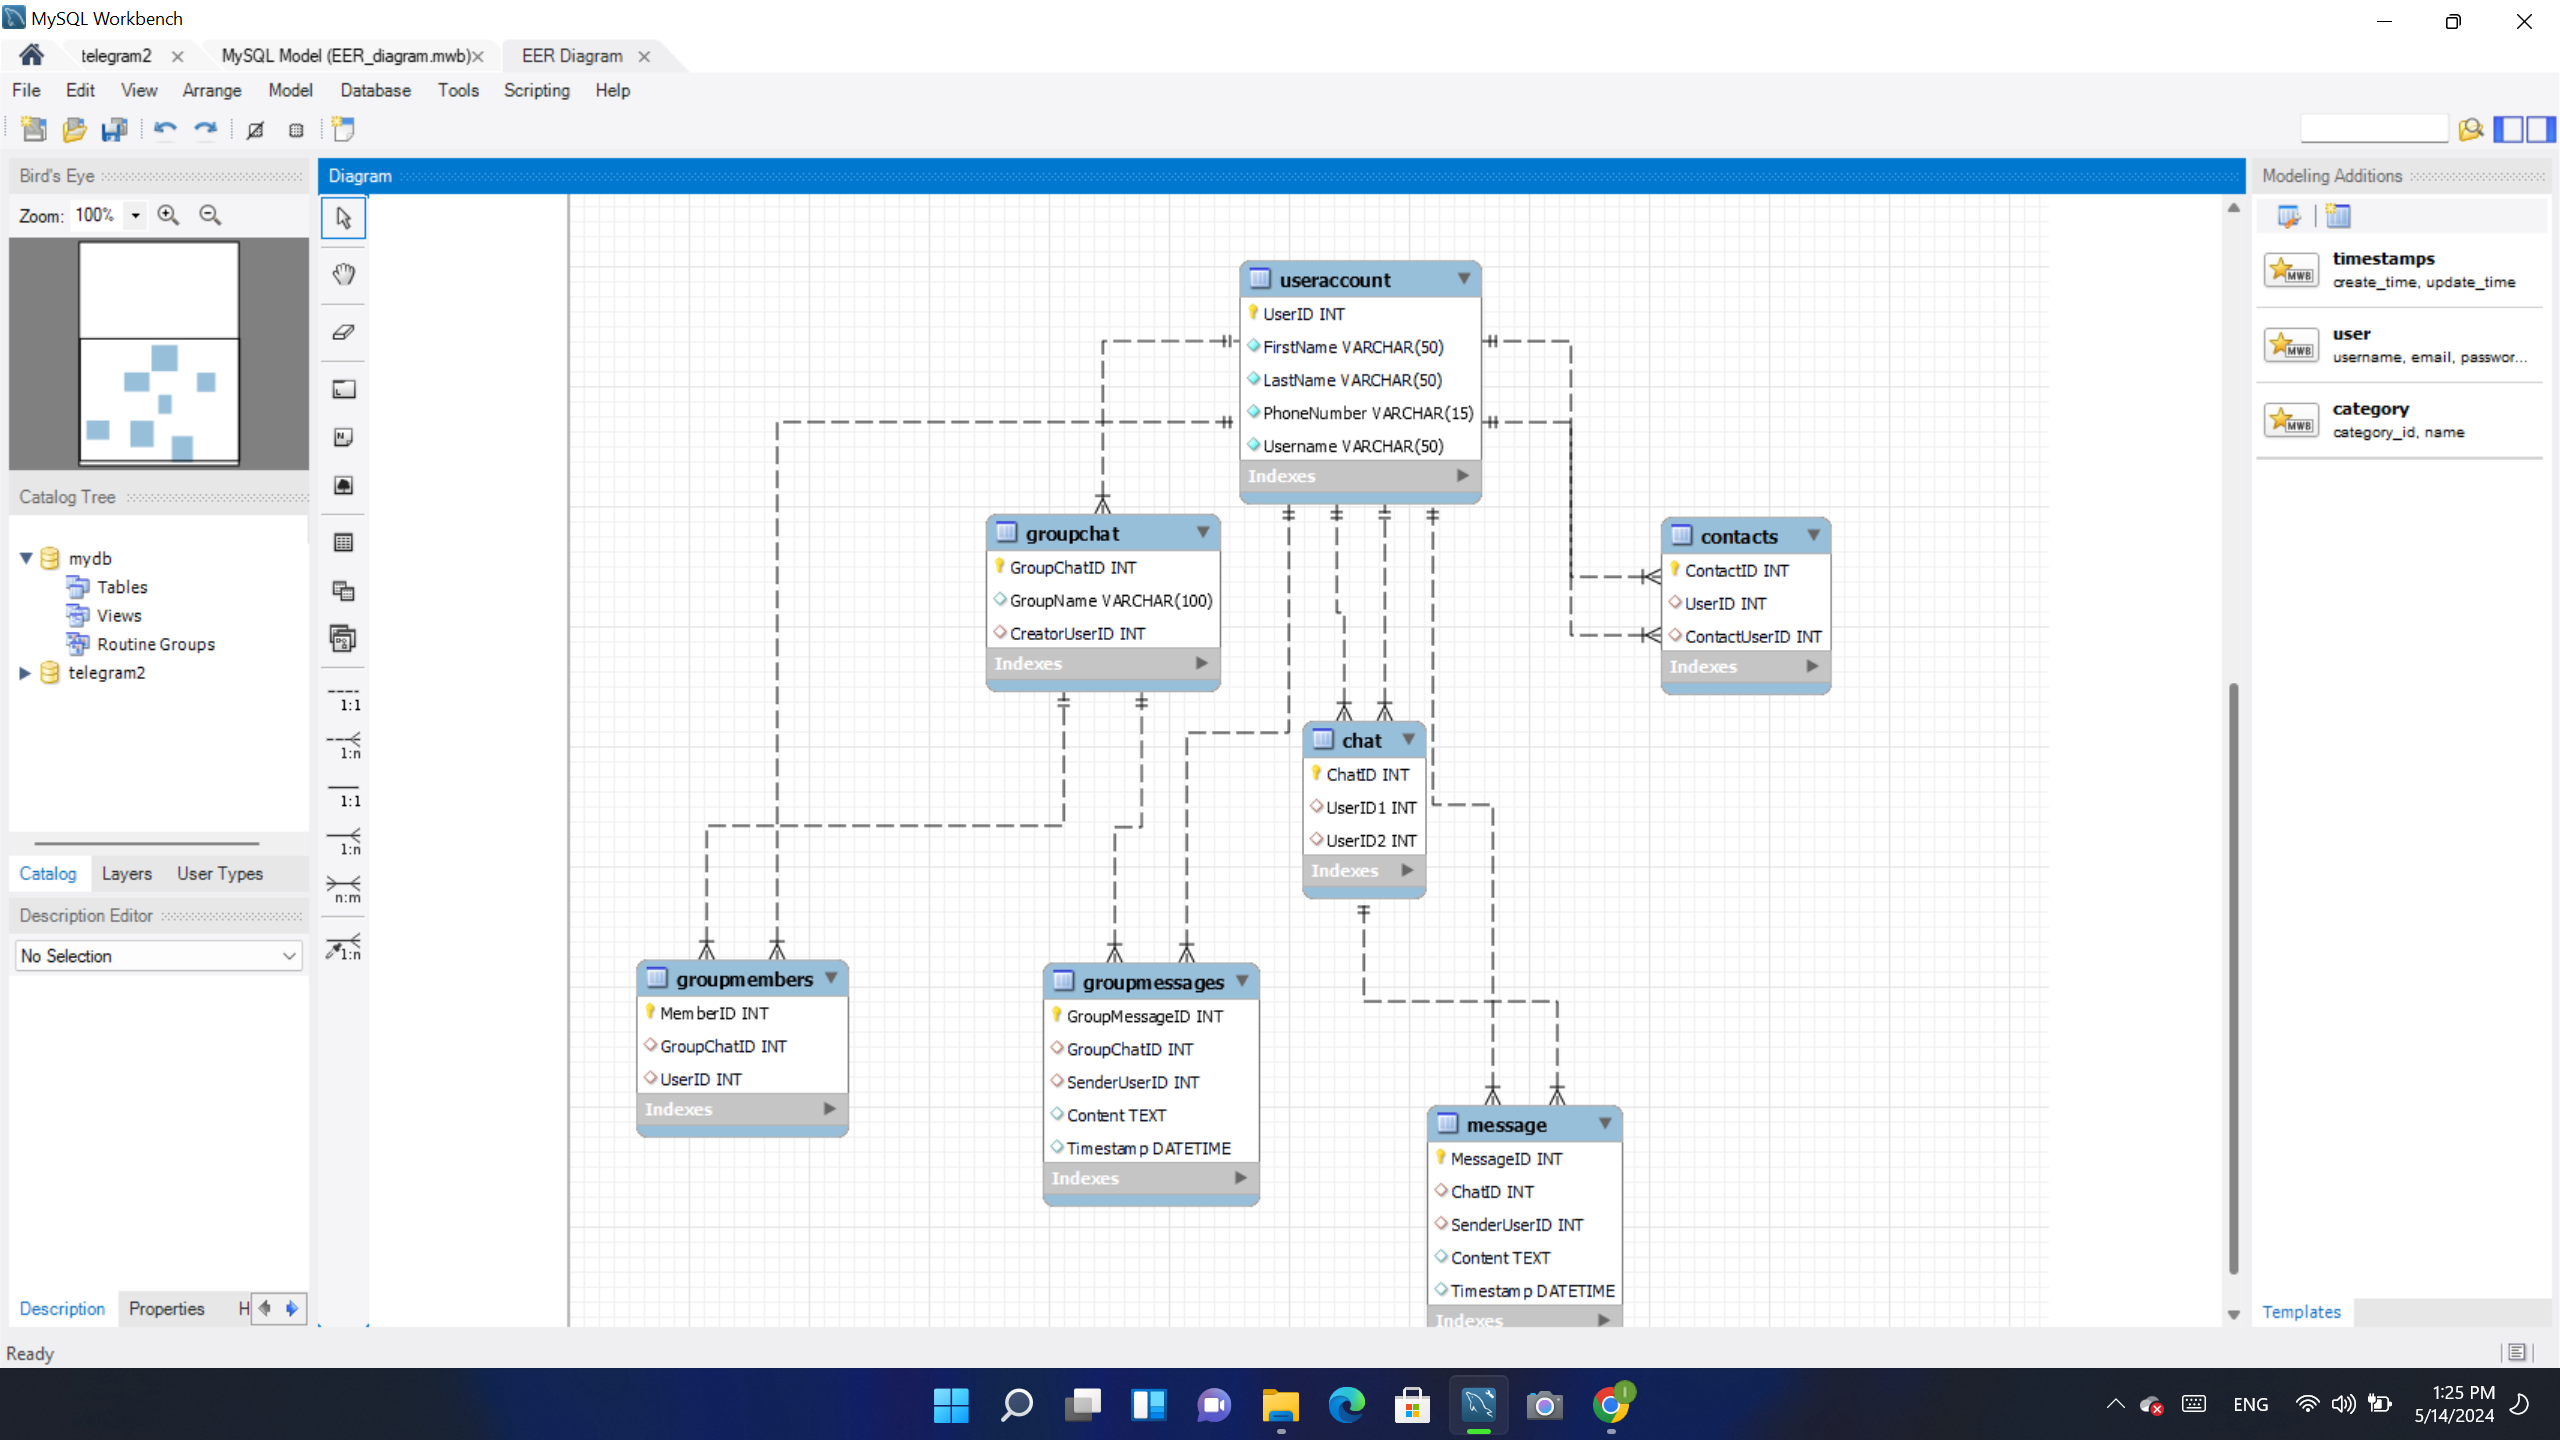 MySQL Workbench
telegram2
MySQL Model (EER_diagram.mwb)
EER Diagram
File Edit View Arrange Model Database Tools Scripting Help
Bird's Eye
Zoom: 100%
Catalog Tree
mydb
Tables
Views
Routine Groups
telegram2
Catalog Layers User Types
Description Editor
No Selection
Description Properties H
Ready
Diagram
1:1
1:n
1:1
1:n
n:m
1:n
useraccount
UserID INT
FirstName VARCHAR(50)
LastName VARCHAR(50)
PhoneNumber VARCHAR(15)
Username VARCHAR(50)
Indexes
groupchat
GroupChatID INT
GroupName VARCHAR(100)
CreatorUserID INT
Indexes
contacts
ContactID INT
UserID INT
ContactUserID INT
Indexes
chat
ChatID INT
UserID1 INT
UserID2 INT
Indexes
groupmembers
MemberID INT
GroupChatID INT
UserID INT
Indexes
groupmessages
GroupMessageID INT
GroupChatID INT
SenderUserID INT
Content TEXT
Timestamp DATETIME
Indexes
message
MessageID INT
ChatID INT
SenderUserID INT
Content TEXT
Timestamp DATETIME
Indexes
Modeling Additions
MWB
timestamps
create_time, update_time
MWB
user
username, email, passwor...
MWB
category
category_id, name
Templates
ENG
1:25 PM
5/14/2024